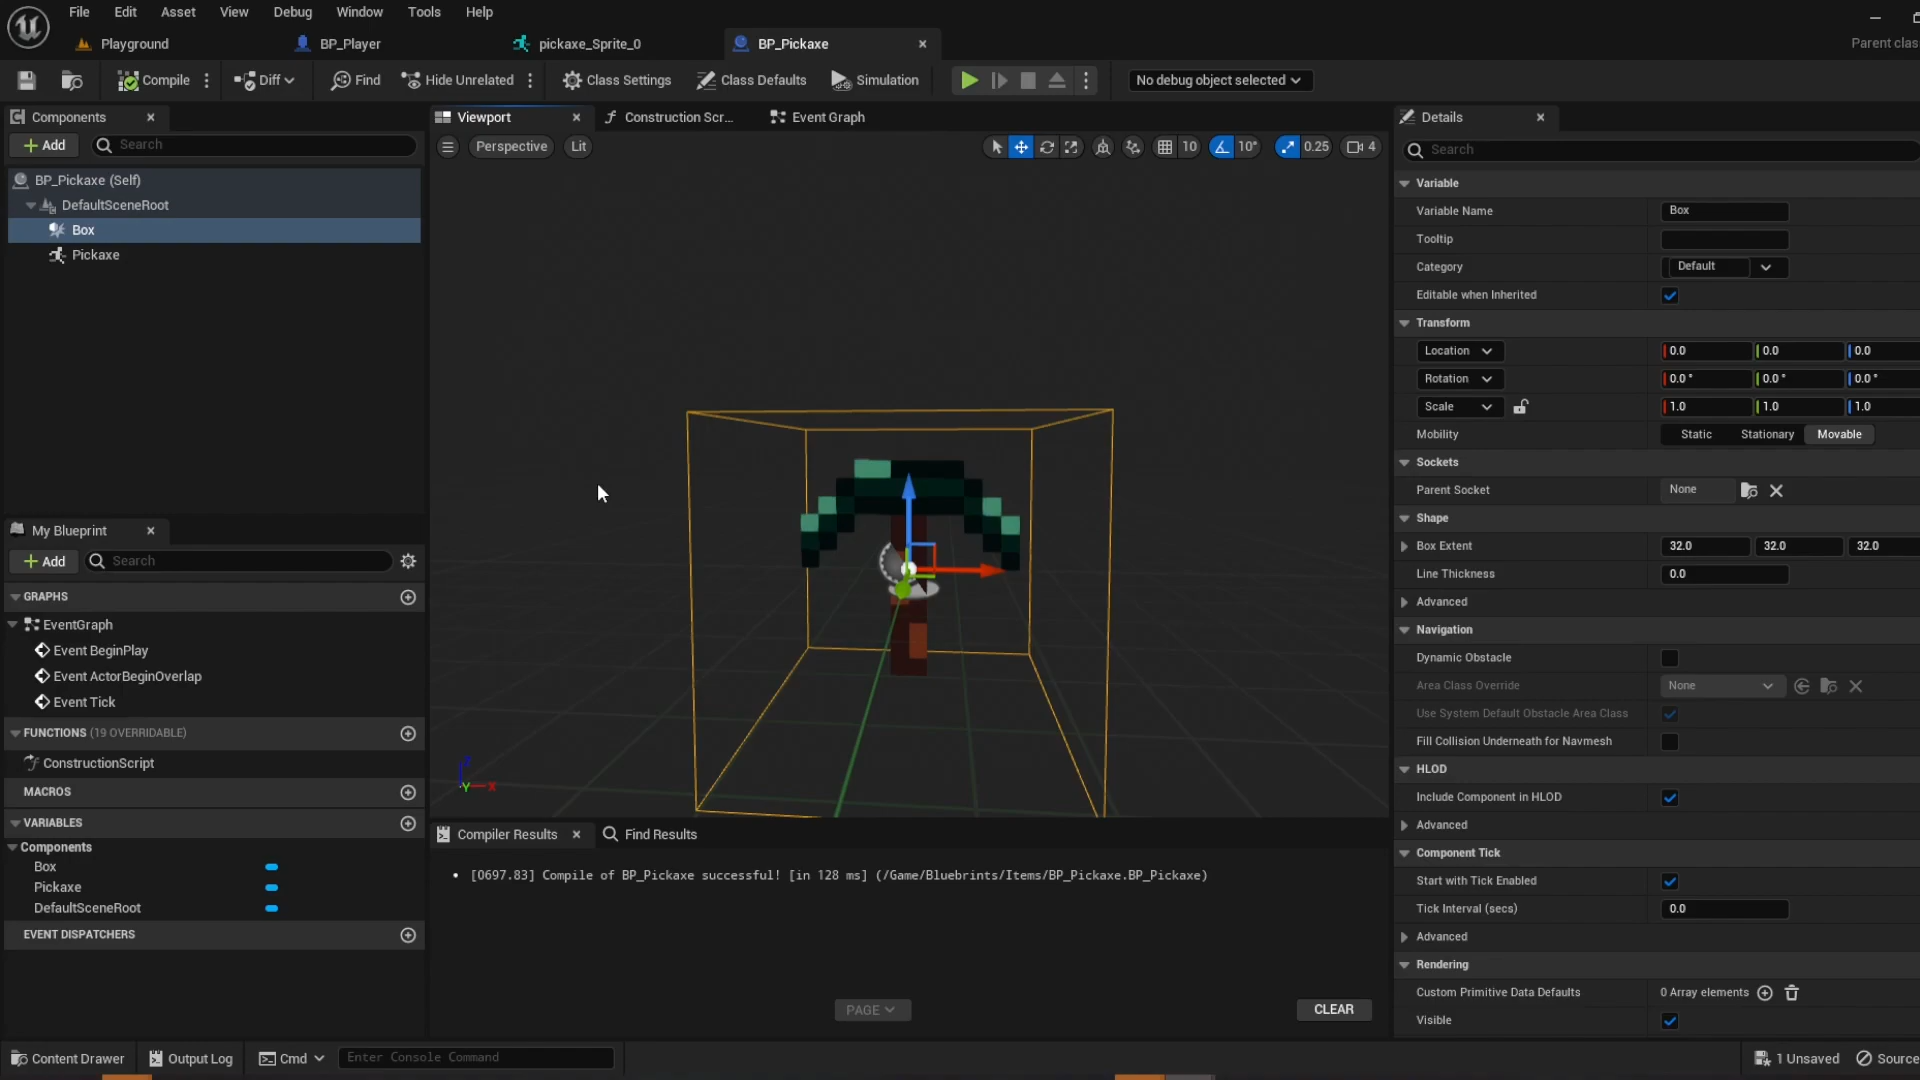 File Edit Asset View Debug Window Tools Help
Playground BP_Player pickaxe_Sprite_0 BP_Pickaxe
Parent clas
Compile Diff Find Hide Unrelated Class Settings Class Defaults Simulation No debug object selected
Components
Add Search
BP_Pickaxe (Self)
DefaultSceneRoot
Box
Pickaxe
My Blueprint
Add Search
GRAPHS
EventGraph
Event BeginPlay
Event ActorBeginOverlap
Event Tick
FUNCTIONS (19 OVERRIDABLE)
ConstructionScript
MACROS
VARIABLES
Components
Box
Pickaxe
DefaultSceneRoot
EVENT DISPATCHERS
Viewport Construction Scr... Event Graph
Perspective Lit 10 10° 0.25 4
Z
Y X
Compiler Results Find Results
• [0697.83] Compile of BP_Pickaxe successful! [in 128 ms] (/Game/Bluebrints/Items/BP_Pickaxe.BP_Pickaxe)
PAGE CLEAR
Details
Search
Variable
Variable Name Box
Tooltip
Category Default
Editable when Inherited
Transform
Location 0.0 0.0 0.0
Rotation 0.0 ° 0.0 ° 0.0 °
Scale 1.0 1.0 1.0
Mobility Static Stationary Movable
Sockets
Parent Socket None
Shape
Box Extent 32.0 32.0 32.0
Line Thickness 0.0
Advanced
Navigation
Dynamic Obstacle
Area Class Override None
Use System Default Obstacle Area Class
Fill Collision Underneath for Navmesh
HLOD
Include Component in HLOD
Advanced
Component Tick
Start with Tick Enabled
Tick Interval (secs) 0.0
Advanced
Rendering
Custom Primitive Data Defaults 0 Array elements
Visible
Content Drawer Output Log Cmd Enter Console Command 1 Unsaved Source